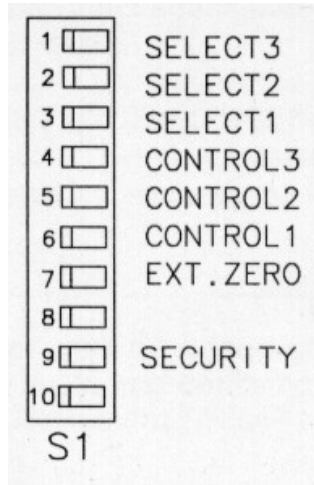 1 SELECT3
2 SELECT2
3 SELECT1
4 CONTROL3
5 CONTROL2
6 CONTROL1
7 EXT.ZERO
8
9 SECURITY
10
S1